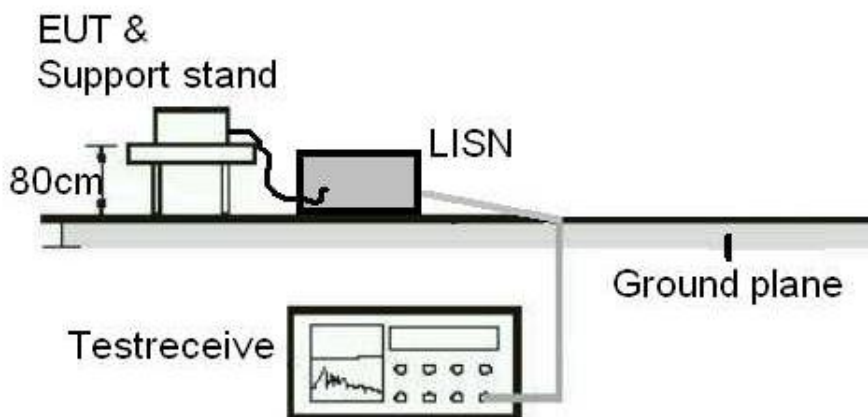 EUT &
Support stand
LISN
80cm
Ground plane
Testreceive